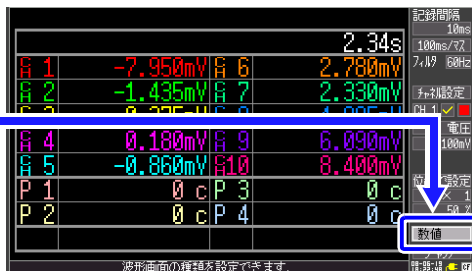 記録間隔
10ms
2.34s
100ms/マス
CH 1 -7.950mV CH 6 2.780mV
フィルタ 60Hz
CH 2 -1.435mV CH 7 2.330mV
チャネル設定
CH 1
電圧
CH 4 0.180mV CH 9 6.090mV
100mV
CH 5 -0.860mV CH10 8.400mV
設定
× 1
P 1 0 c P 3 0 c
50 %
P 2 0 c P 4 0 c
数値
波形画面の種類を設定できます.